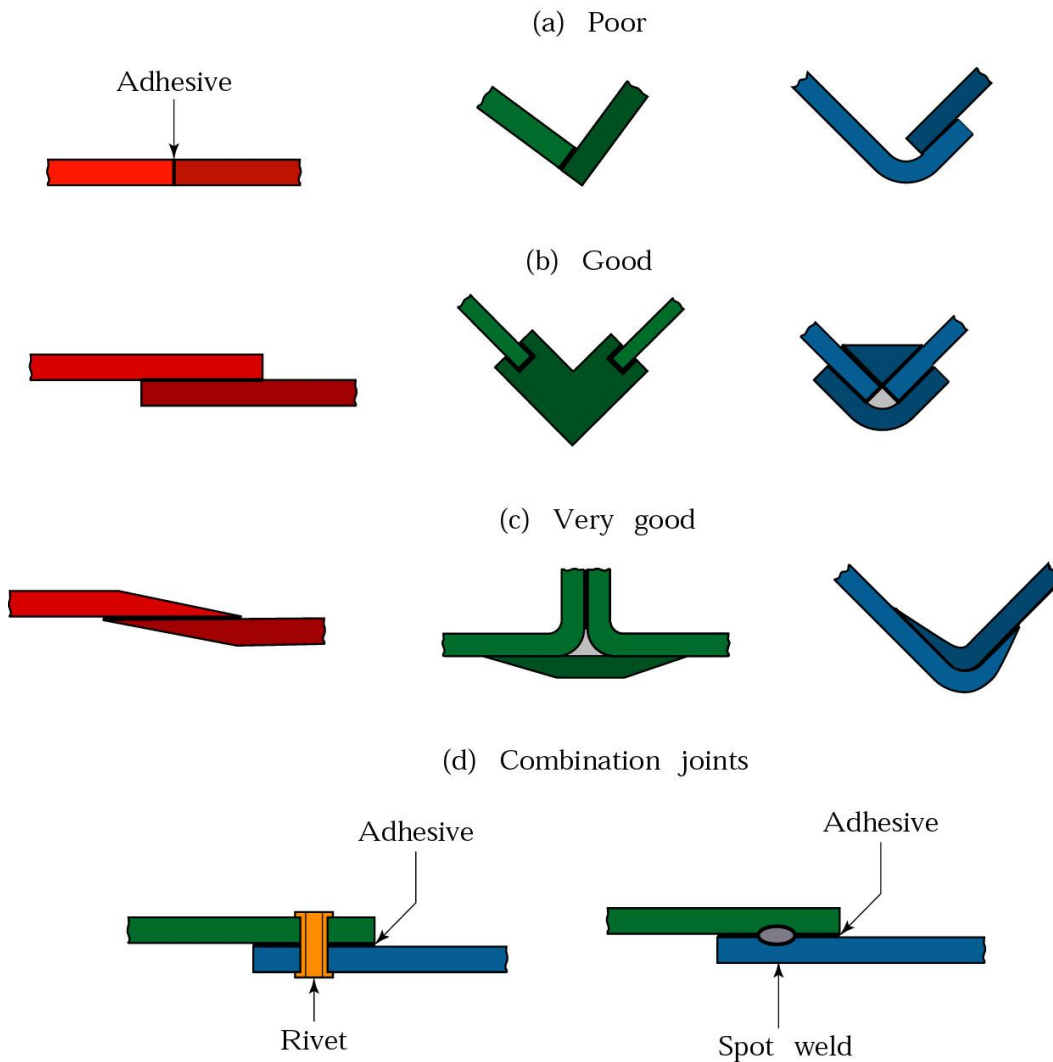 (a) Poor
Adhesive
(b) Good
(c) Very good
(d) Combination joints
Adhesive
Adhesive
Rivet
Spot weld